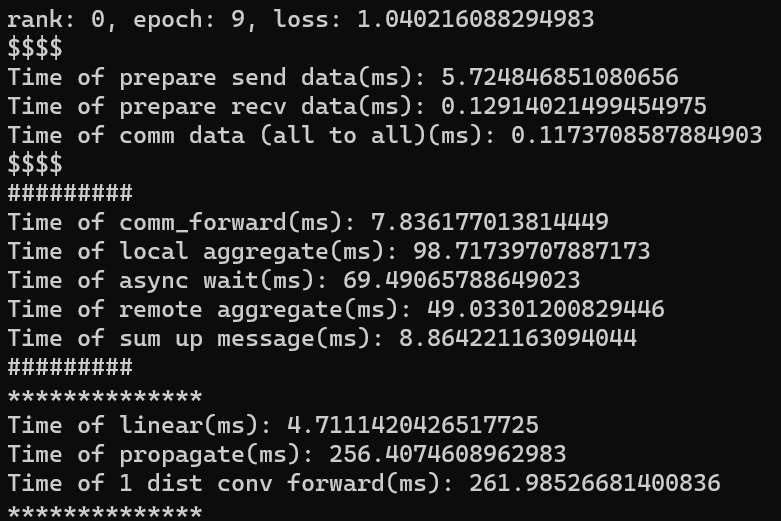 rank: 0, epoch: 9, loss: 1.040216088294983
$$$$
Time of prepare send data(ms): 5.724846851080656
Time of prepare recv data(ms): 0.12914021499454975
Time of comm data (all to all)(ms): 0.1173708587884903
$$$$
#########
Time of comm_forward(ms): 7.836177013814449
Time of local aggregate(ms): 98.71739707887173
Time of async wait(ms): 69.49065788649023
Time of remote aggregate(ms): 49.03301200829446
Time of sum up message(ms): 8.864221163094044
#########
**************
Time of linear(ms): 4.7111420426517725
Time of propagate(ms): 256.4074608962983
Time of 1 dist conv forward(ms): 261.98526681400836
**************